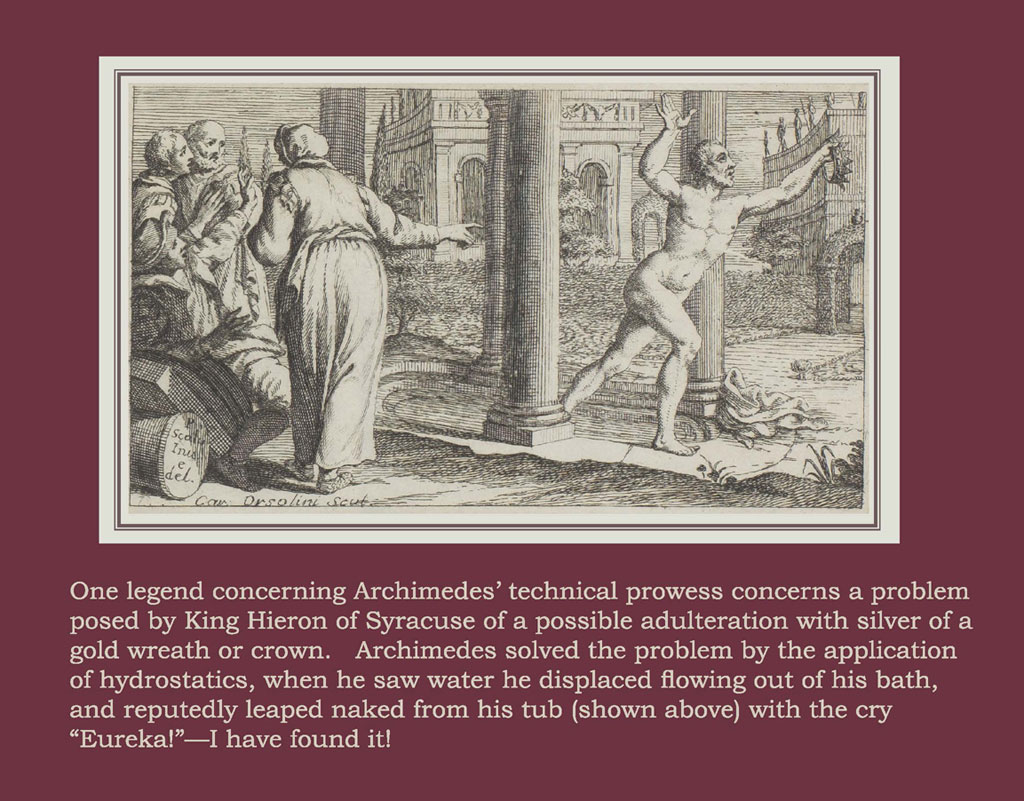 Inv
e
del.
Car Orsolini Scul.
One legend concerning Archimedes’ technical prowess concerns a problem
posed by King Hieron of Syracuse of a possible adulteration with silver of a
gold wreath or crown.   Archimedes solved the problem by the application
of hydrostatics, when he saw water he displaced flowing out of his bath,
and reputedly leaped naked from his tub (shown above) with the cry
“Eureka!”—I have found it!